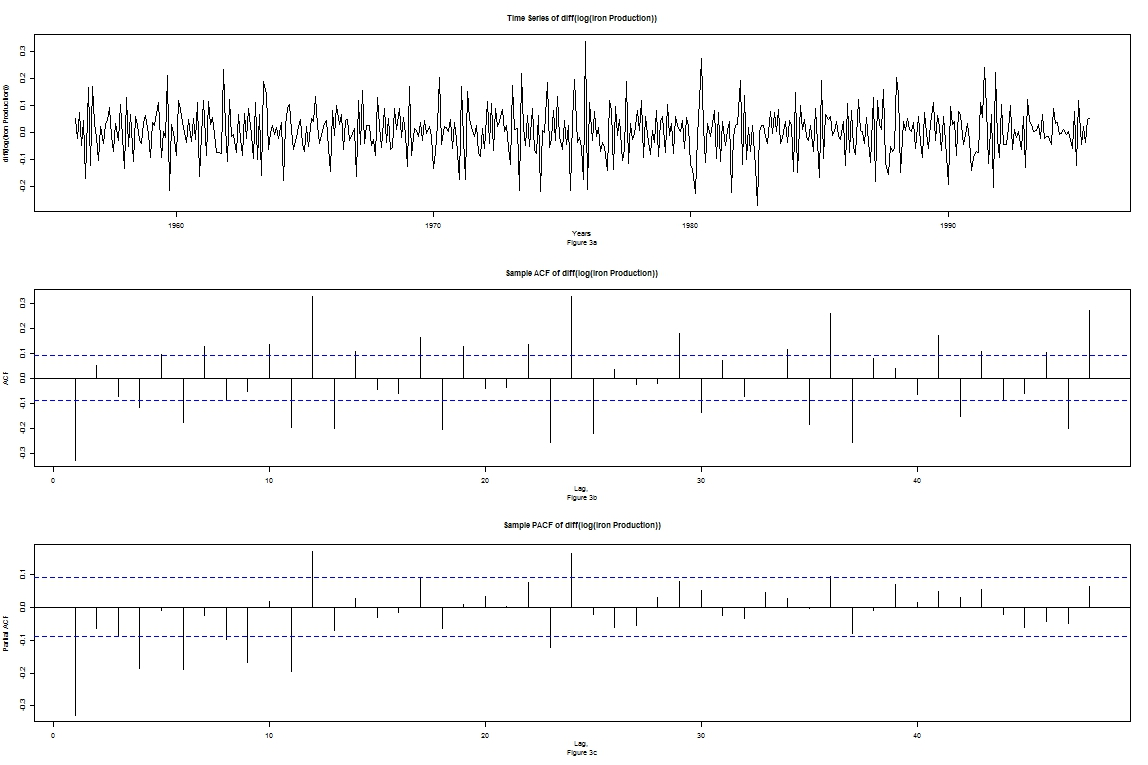 Time Series of diff(log(Iron Production))
diff(log(Iron Production))
0.3
0.2
0.1
0.0
-0.1
-0.2
1960 1970 1980 1990
Years
Figure 3a
Sample ACF of diff(log(Iron Production))
ACF
0.3
0.2
0.1
0.0
-0.1
-0.2
-0.3
0 10 20 30 40
Lag,
Figure 3b
Sample PACF of diff(log(Iron Production))
Partial ACF
0.1
0.0
-0.1
-0.2
-0.3
0 10 20 30 40
Lag,
Figure 3c